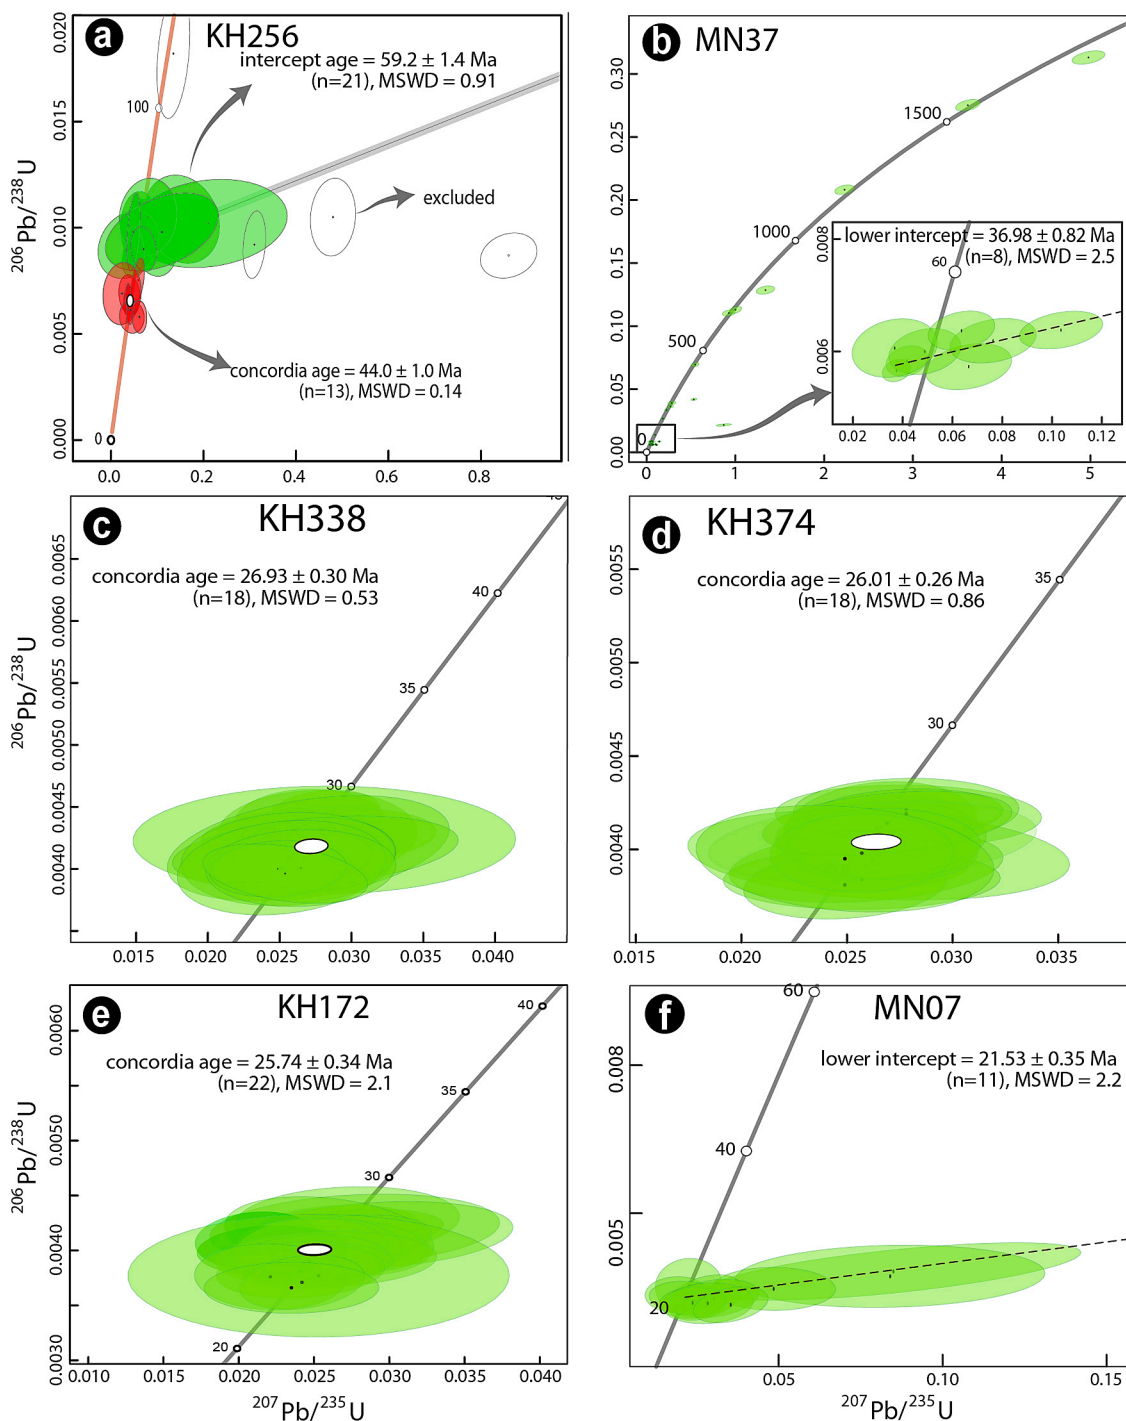 a
KH256
intercept age = 59.2 ± 1.4 Ma
(n=21), MSWD = 0.91
100
excluded
concordia age = 44.0 ± 1.0 Ma
(n=13), MSWD = 0.14
0
0.020
0.015
0.010
0.005
0.000
206Pb/238U
0.0 0.2 0.4 0.6 0.8
b
MN37
1500
1000
500
0
0.30
0.25
0.20
0.15
0.10
0.05
0.00
0 1 2 3 4 5
lower intercept = 36.98 ± 0.82 Ma
(n=8), MSWD = 2.5
60
0.008
0.006
0.02 0.04 0.06 0.08 0.10 0.12
c
KH338
concordia age = 26.93 ± 0.30 Ma
(n=18), MSWD = 0.53
40
35
30
0.0065
0.0060
0.0055
0.0050
0.0045
0.0040
206Pb/238U
0.015 0.020 0.025 0.030 0.035 0.040
d
KH374
concordia age = 26.01 ± 0.26 Ma
(n=18), MSWD = 0.86
35
30
0.0055
0.0050
0.0045
0.0040
0.015 0.020 0.025 0.030 0.035
e
KH172
concordia age = 25.74 ± 0.34 Ma
(n=22), MSWD = 2.1
40
35
30
20
0.0060
0.0050
0.0040
0.0030
206Pb/238U
0.010 0.015 0.020 0.025 0.030 0.035 0.040
207Pb/235U
f
MN07
lower intercept = 21.53 ± 0.35 Ma
(n=11), MSWD = 2.2
60
40
20
0.008
0.005
0.05 0.10 0.15
207Pb/235U